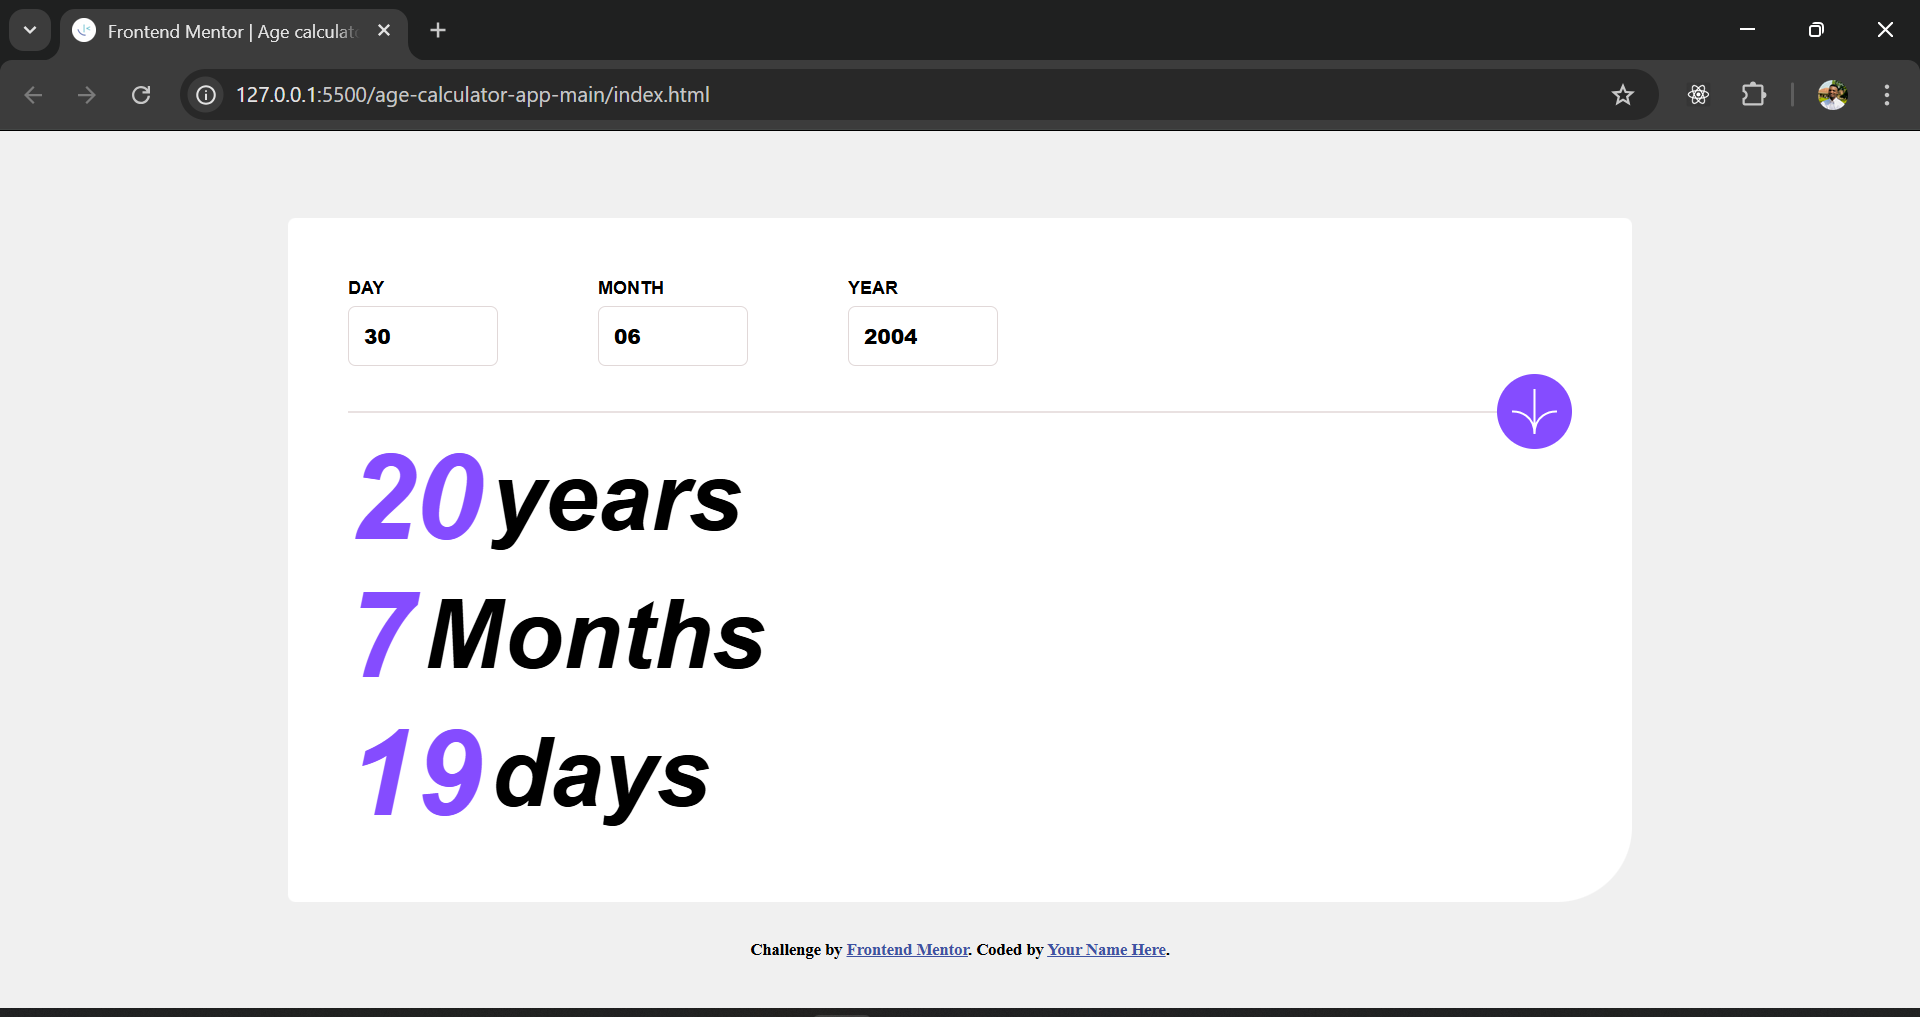 Frontend Mentor | Age calculat
127.0.0.1:5500/age-calculator-app-main/index.html
DAY MONTH YEAR
30 06 2004
20 years
7 Months
19 days
Challenge by Frontend Mentor. Coded by Your Name Here.